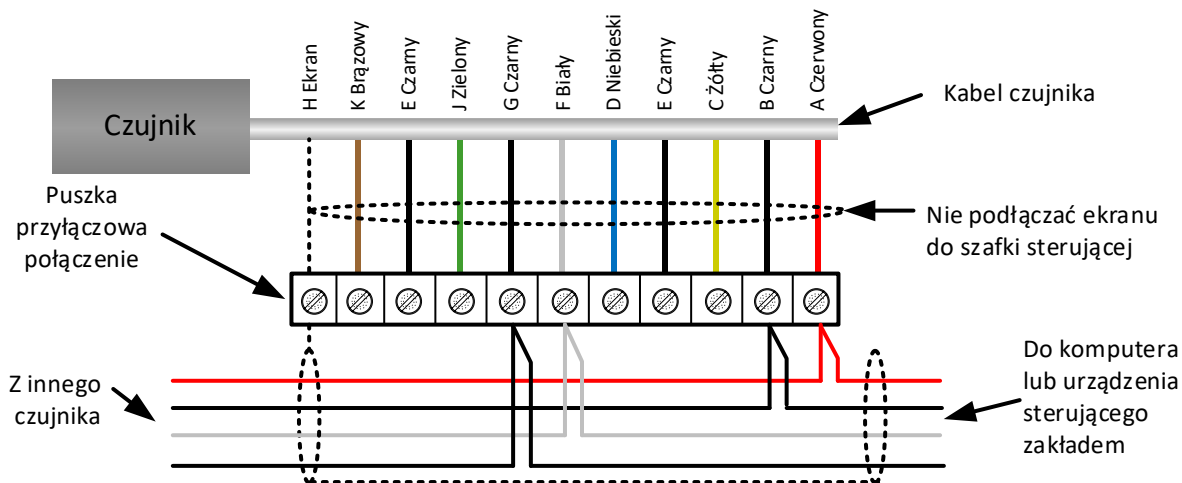 H Ekran
K Brązowy
E Czarny
J Zielony
G Czarny
F Biały
D Niebieski
E Czarny
C Żółty
B Czarny
A Czerwony
Czujnik
Kabel czujnika
Puszka
przyłączowa
połączenie
Nie podłączać ekranu
do szafki sterującej
Z innego
czujnika
Do komputera
lub urządzenia
sterującego
zakładem